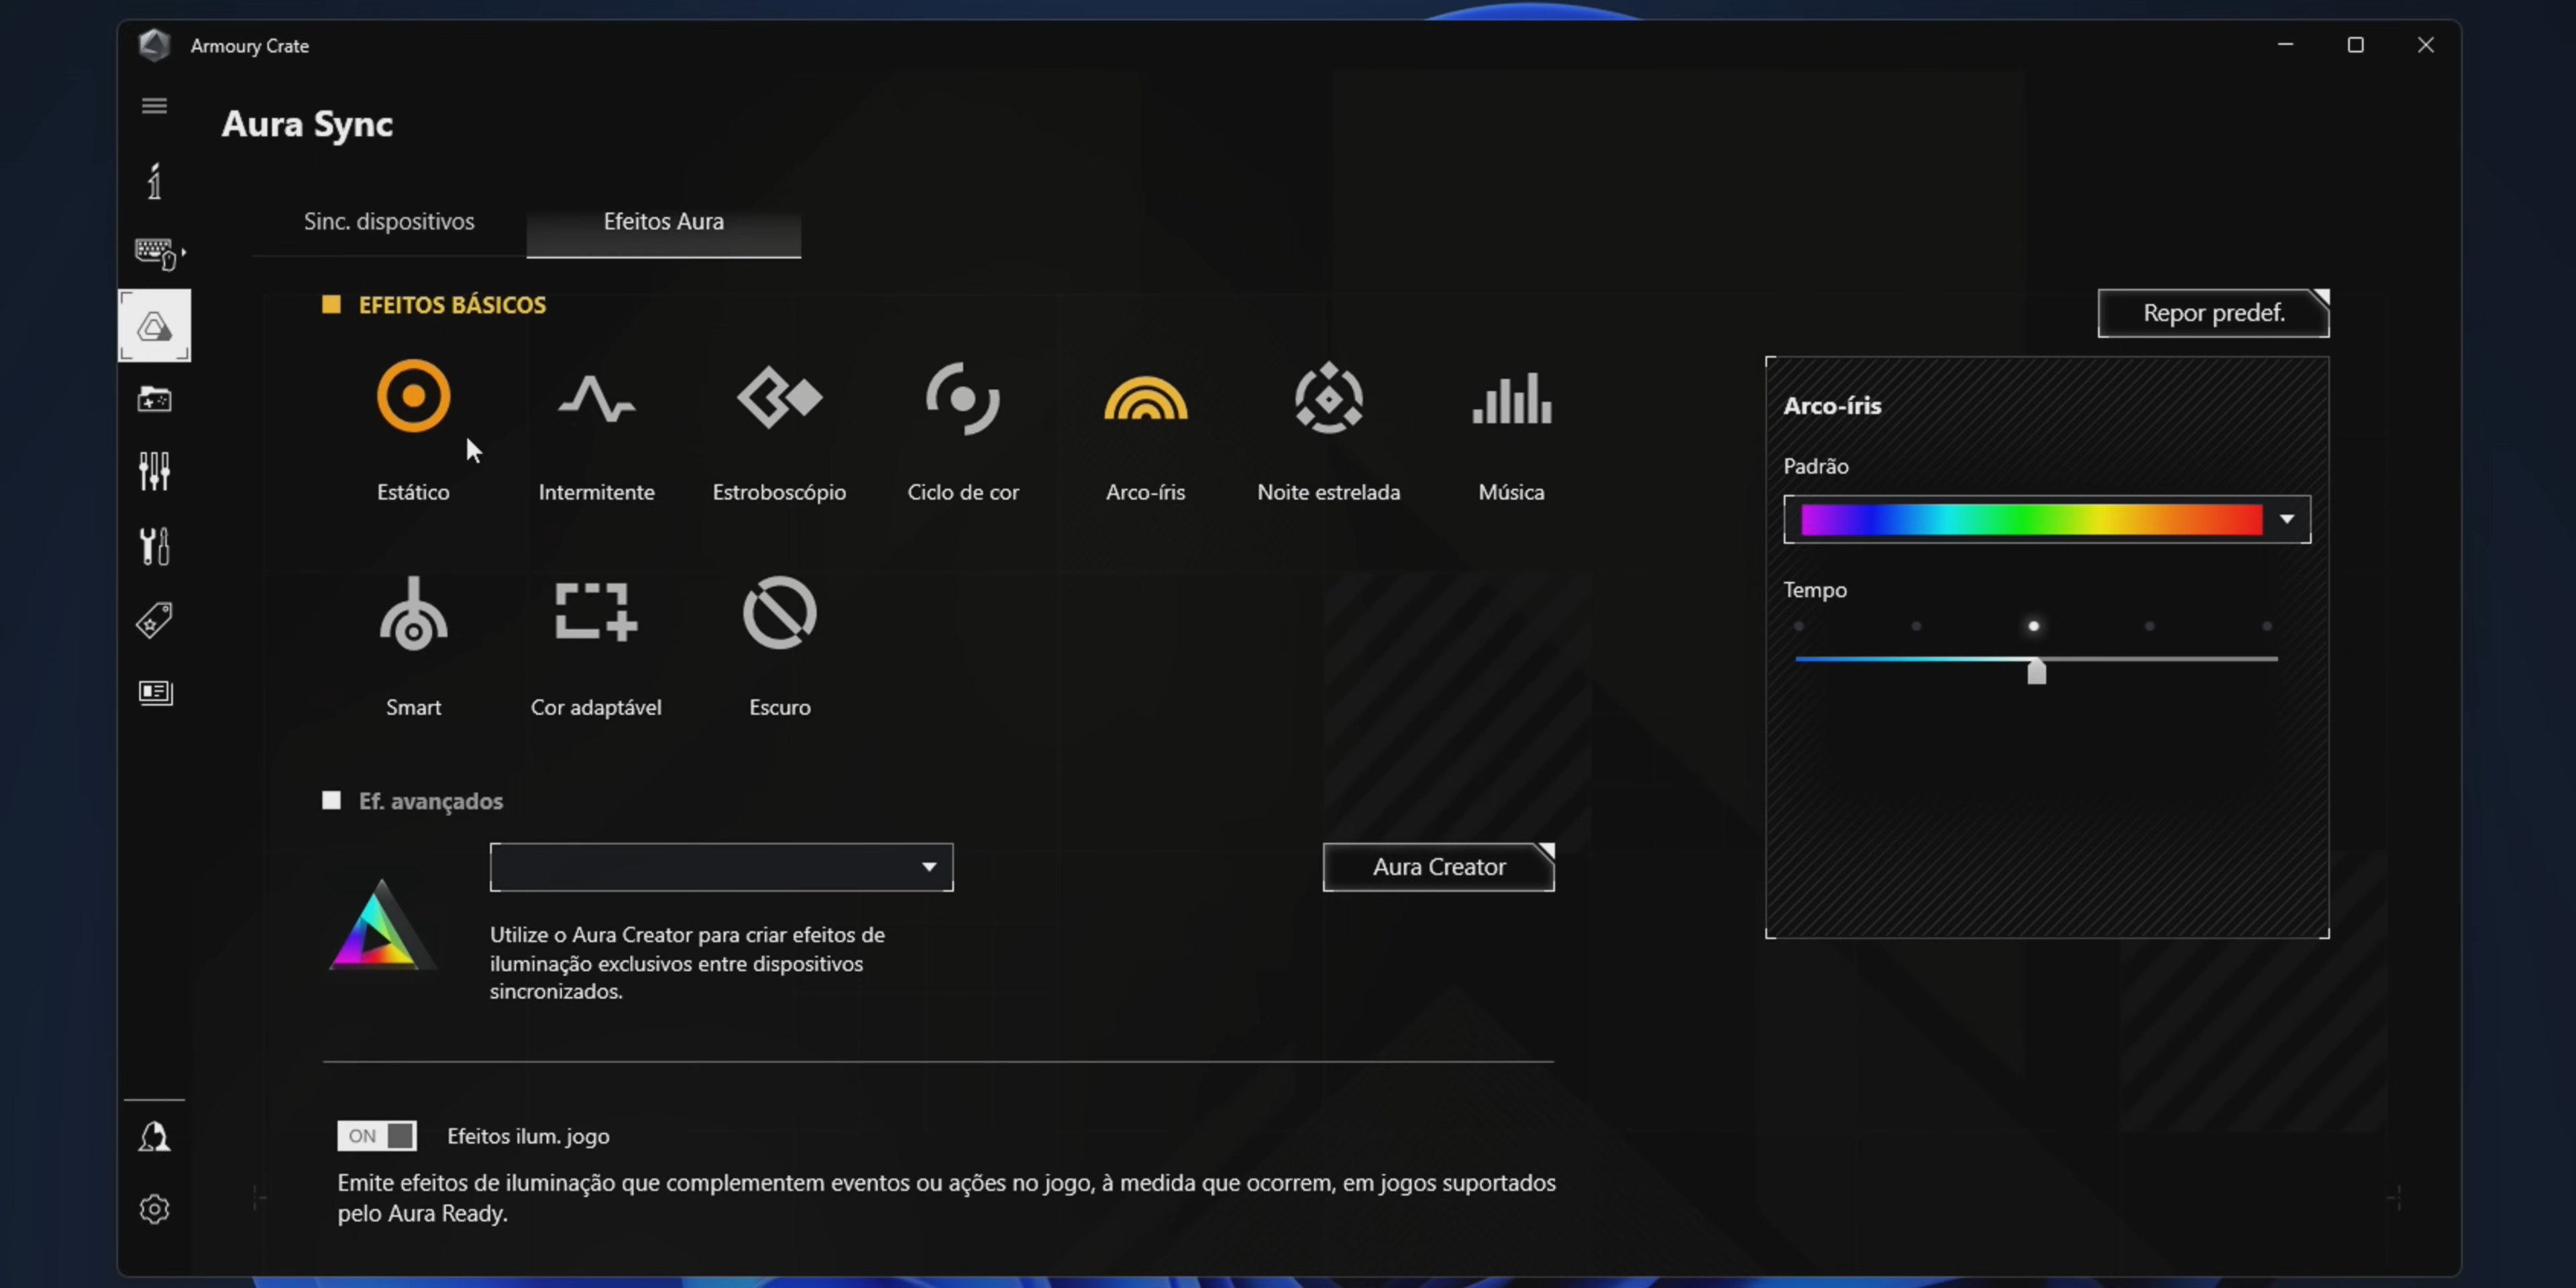 Armoury Crate
Aura Sync
Sinc. dispositivos
Efeitos Aura
EFEITOS BÁSICOS
Repor predef.
Estático
Intermitente
Estroboscópio
Ciclo de cor
Arco-íris
Noite estrelada
Música
Smart
Cor adaptável
Escuro
Arco-íris
Padrão
Tempo
Ef. avançados
Aura Creator
Utilize o Aura Creator para criar efeitos de
iluminação exclusivos entre dispositivos
sincronizados.
ON
Efeitos ilum. jogo
Emite efeitos de iluminação que complementem eventos ou ações no jogo, à medida que ocorrem, em jogos suportados
pelo Aura Ready.